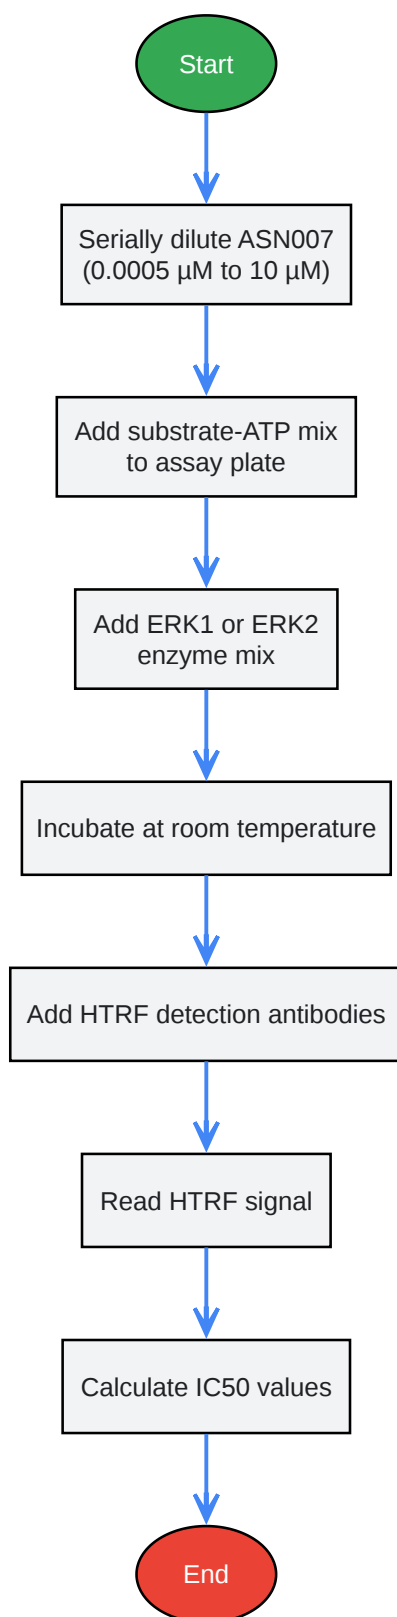 Start
Serially dilute ASN007
(0.0005 µM to 10 µM)
Add substrate-ATP mix
to assay plate
Add ERK1 or ERK2
enzyme mix
Incubate at room temperature
Add HTRF detection antibodies
Read HTRF signal
Calculate IC50 values
End